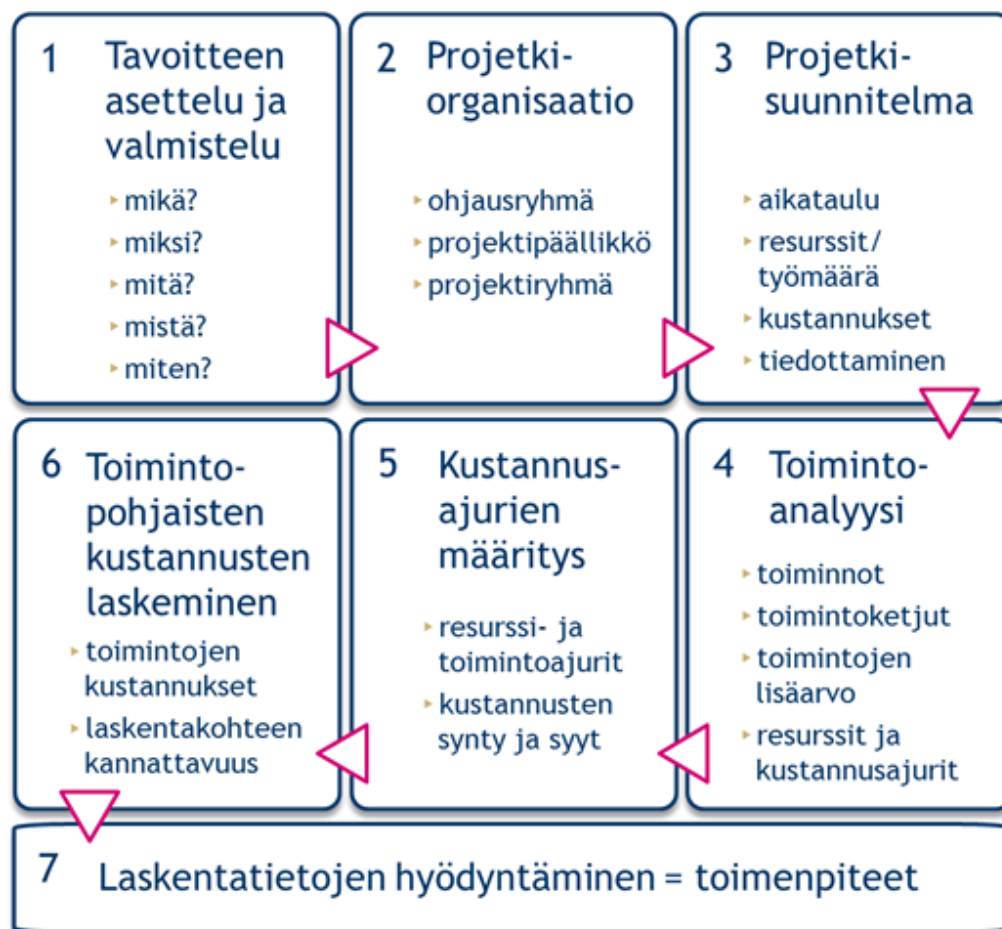 1 Tavoitteen
asettelu ja
valmistelu
mikä?
miksi?
mitä?
mistä?
miten?
2 Projetki-
organisaatio
ohjausryhmä
projektipäällikkö
projektiryhmä
3 Projetki-
suunnitelma
aikataulu
resurssit/
työmäärä
kustannukset
tiedottaminen
4 Toiminto-
analyysi
toiminnot
toimintoketjut
toimintojen
lisäarvo
resurssit ja
kustannusajurit
5 Kustannus-
ajurien
määritys
resurssi- ja
toimintoajurit
kustannusten
synty ja syyt
6 Toiminto-
pohjaisten
kustannusten
laskeminen
toimintojen
kustannukset
laskentakohteen
kannattavuus
7 Laskentatietojen hyödyntäminen = toimenpiteet